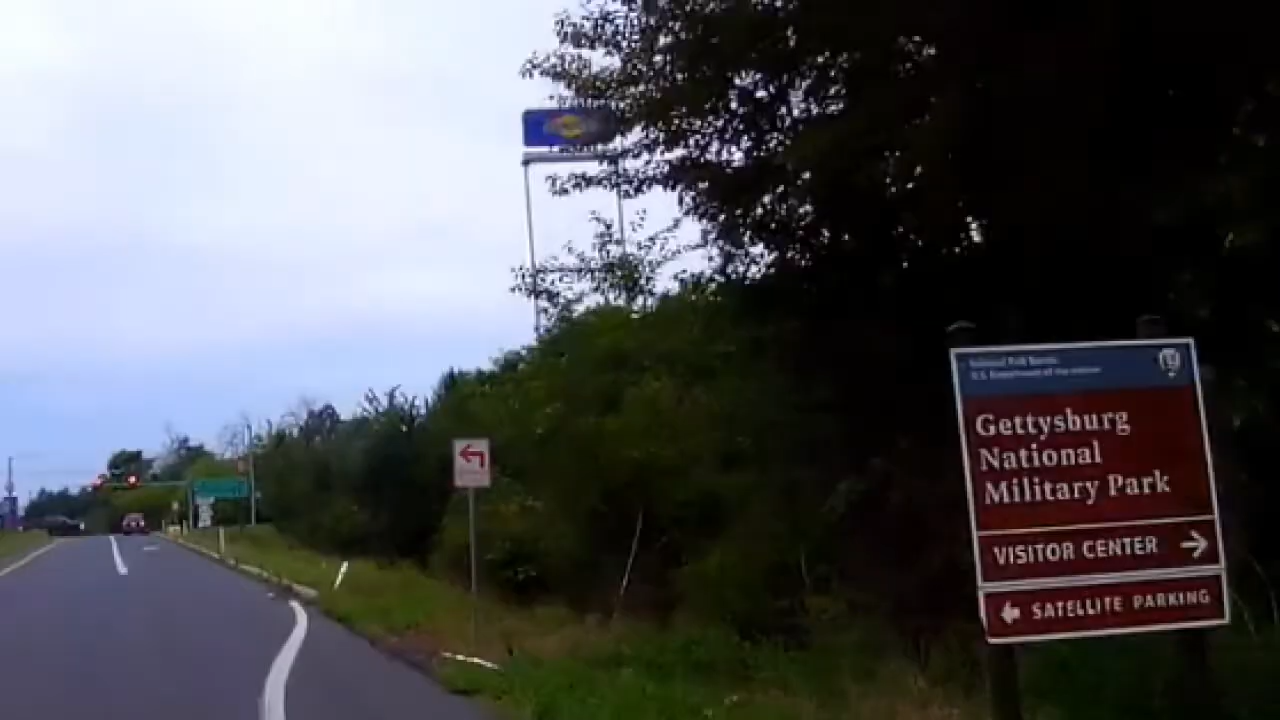 National Park Service
U.S. Department of the Interior
Gettysburg
National
Military Park
VISITOR CENTER
SATELLITE PARKING